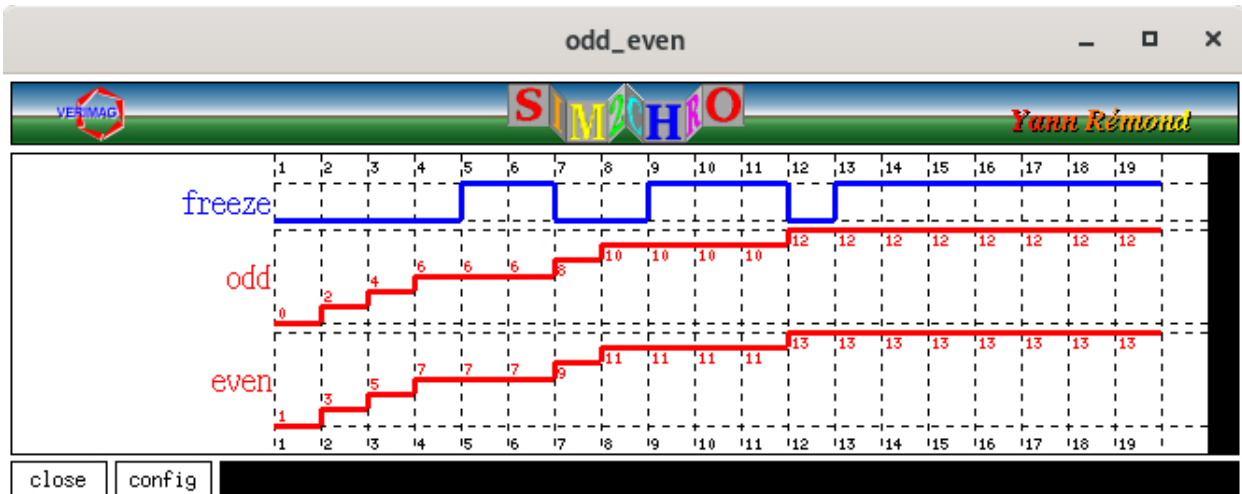 odd_even
VERIMAG SIM2CHRO Yann Rémond
1 2 3 4 5 6 7 8 9 10 11 12 13 14 15 16 17 18 19
freeze
12 12 12 12 12 12 12 12
10 10 10 10
odd 6 6 6 8
4
2
0
13 13 13 13 13 13 13 13
11 11 11 11
7 7 7 9
even 5
3
1
1 2 3 4 5 6 7 8 9 10 11 12 13 14 15 16 17 18 19
close config